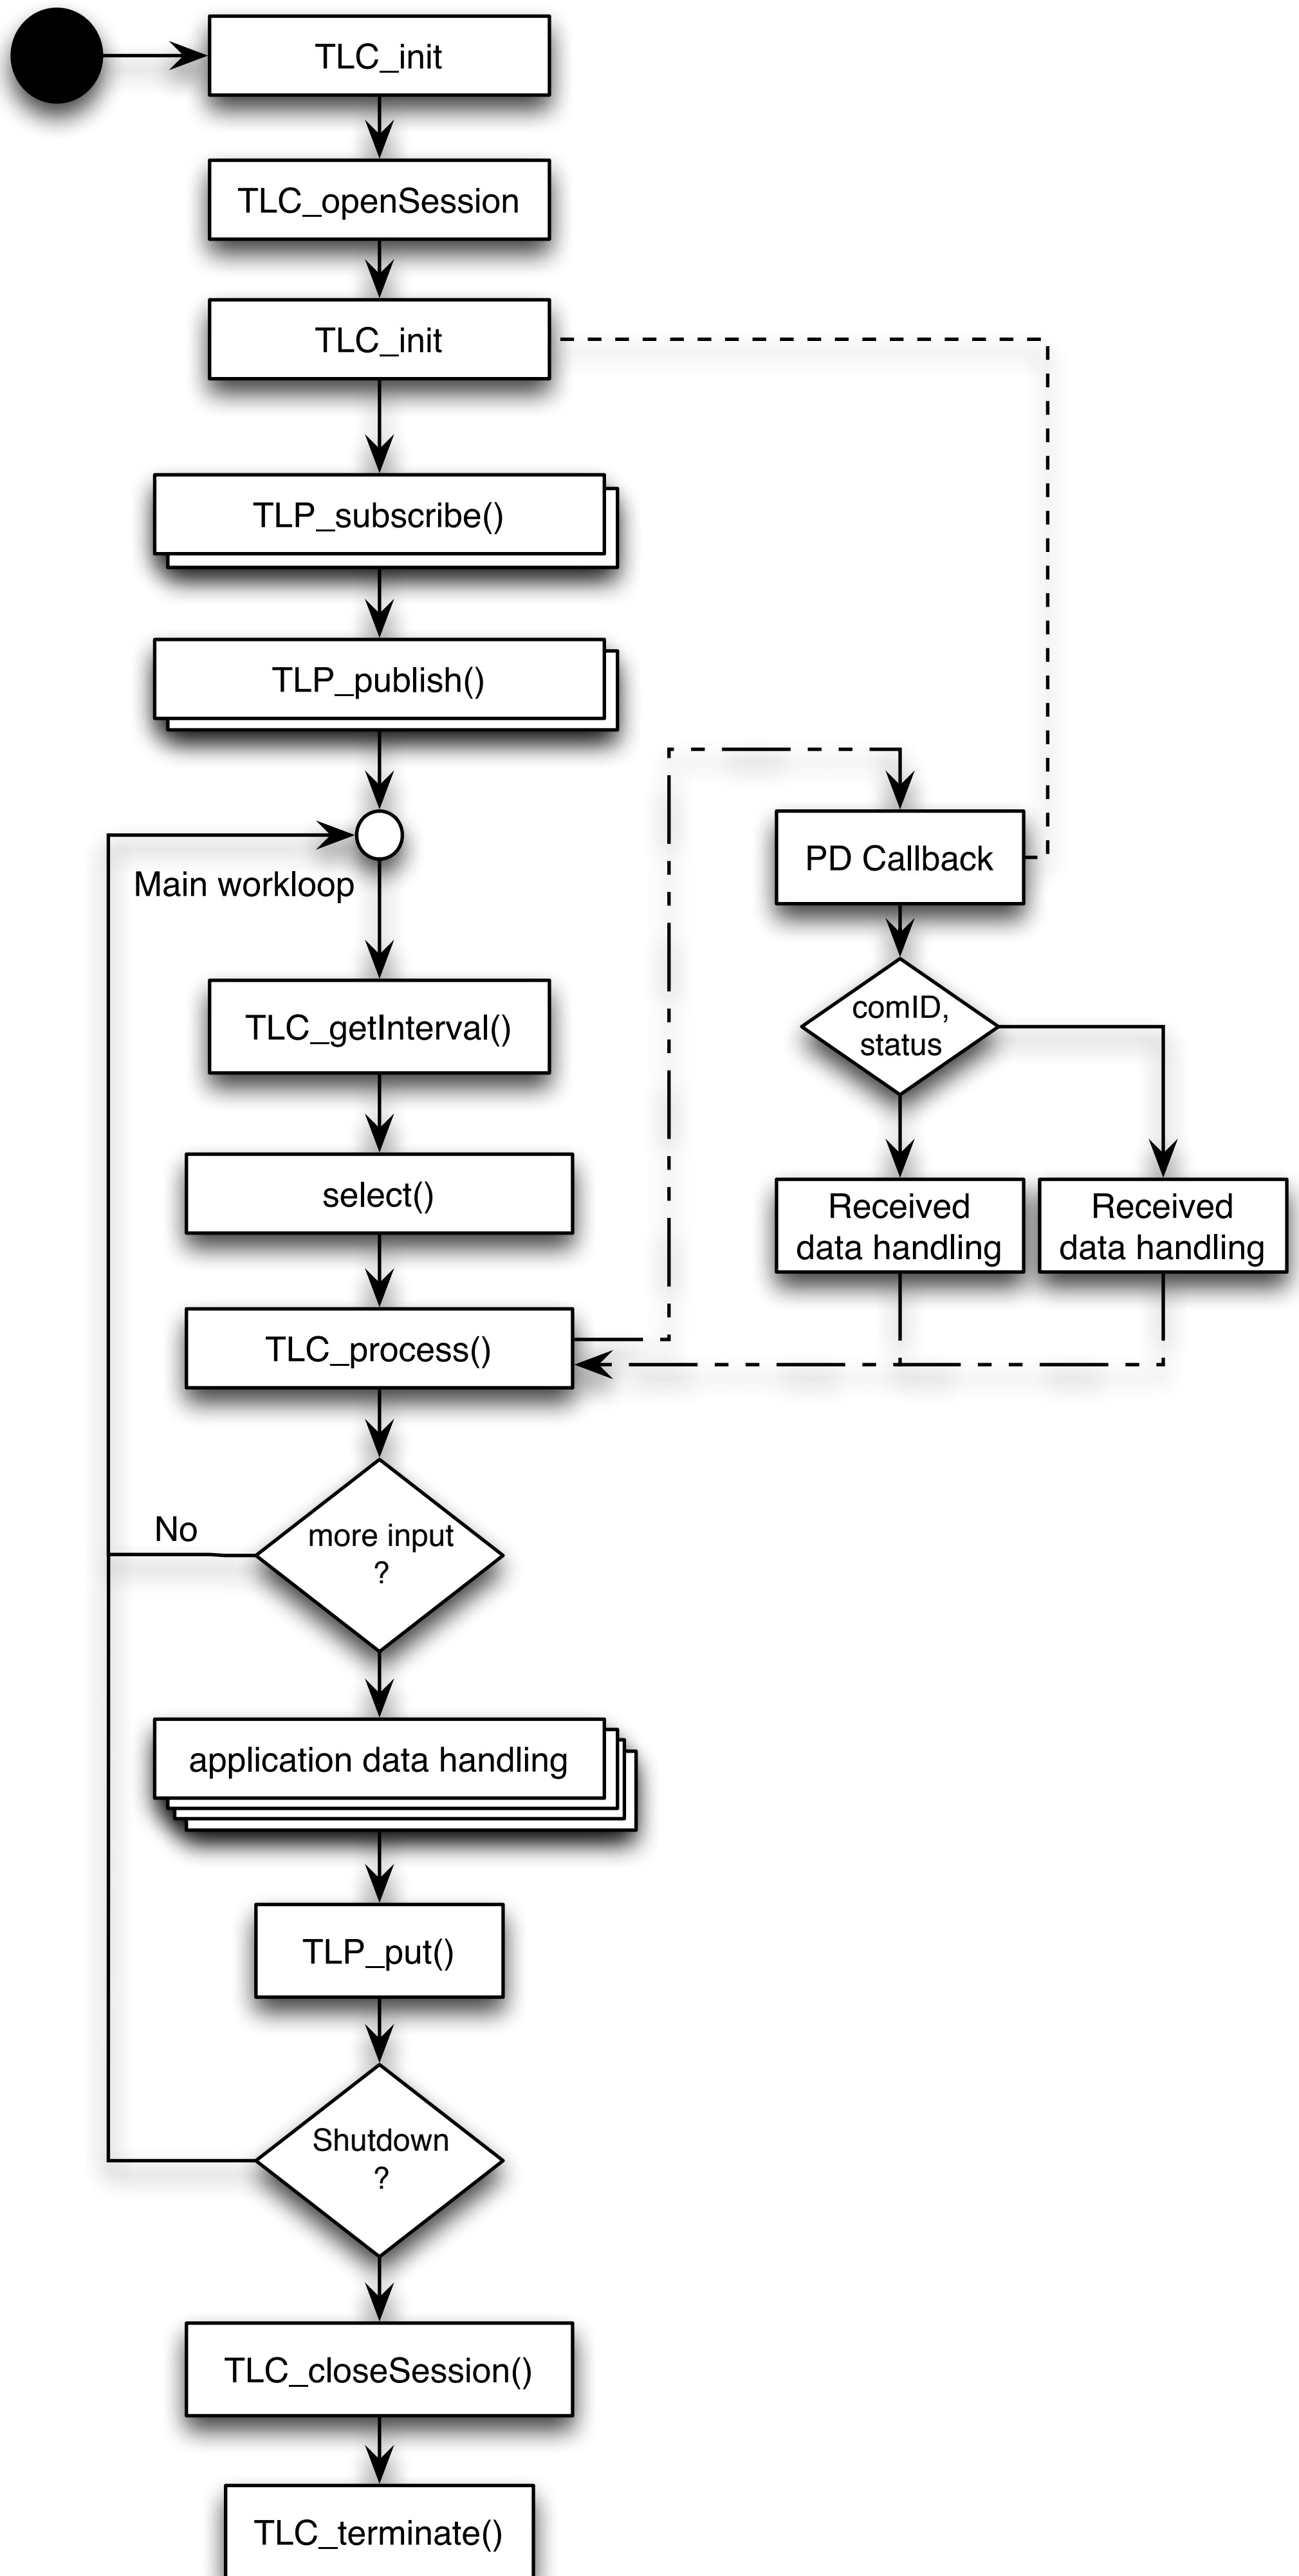 TLC_init
TLC_openSession
TLC_init
TLP_subscribe()
TLP_publish()
Main workloop
PD Callback
comID,
status
TLC_getInterval()
select()
Received
data handling
Received
data handling
TLC_process()
No
more input
?
application data handling
TLP_put()
Shutdown
?
TLC_closeSession()
TLC_terminate()